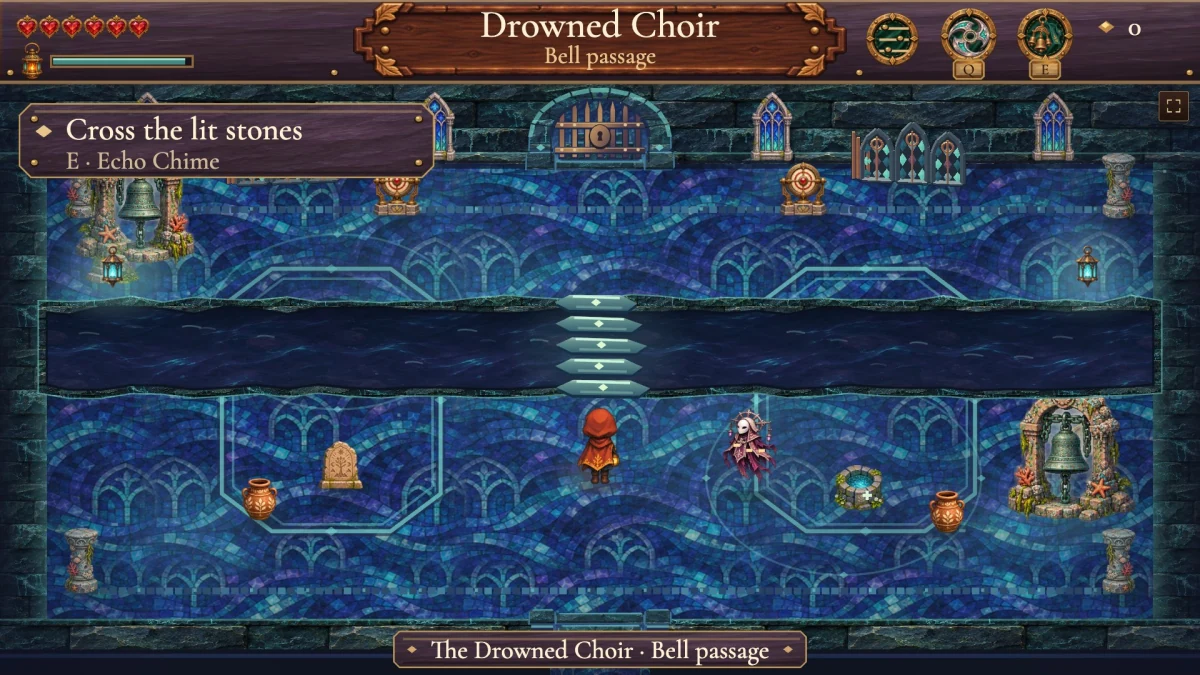 Drowned Choir
Bell passage
Q
E
0
Cross the lit stones
E · Echo Chime
The Drowned Choir · Bell passage